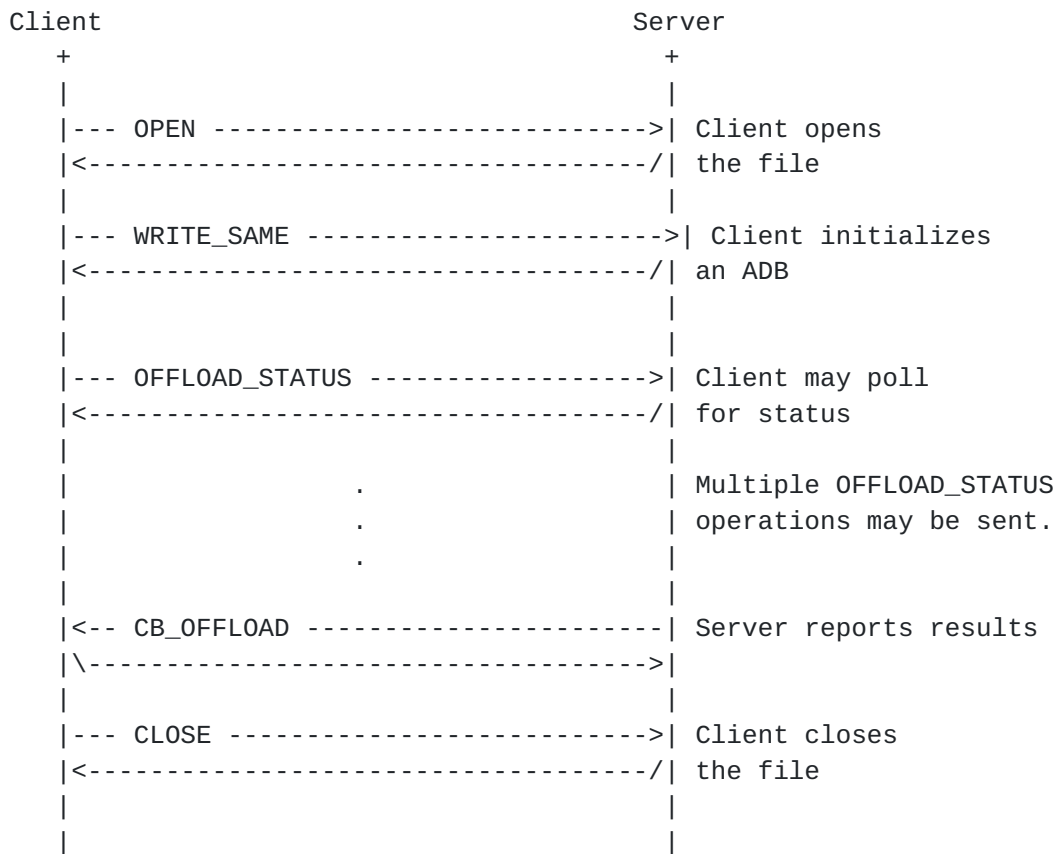 Client                                  Server
   +                                      +
   |                                      |
   |--- OPEN ---------------------------->| Client opens
   |<------------------------------------/| the file
   |                                      |
   |--- WRITE_SAME ----------------------->| Client initializes
   |<------------------------------------/| an ADB
   |                                      |
   |                                      |
   |--- OFFLOAD_STATUS ------------------>| Client may poll
   |<------------------------------------/| for status
   |                                      |
   |                  .                   | Multiple OFFLOAD_STATUS
   |                  .                   | operations may be sent.
   |                  .                   |
   |                                      |
   |<-- CB_OFFLOAD -----------------------| Server reports results
   |\------------------------------------>|
   |                                      |
   |--- CLOSE --------------------------->| Client closes
   |<------------------------------------/| the file
   |                                      |
   |                                      |